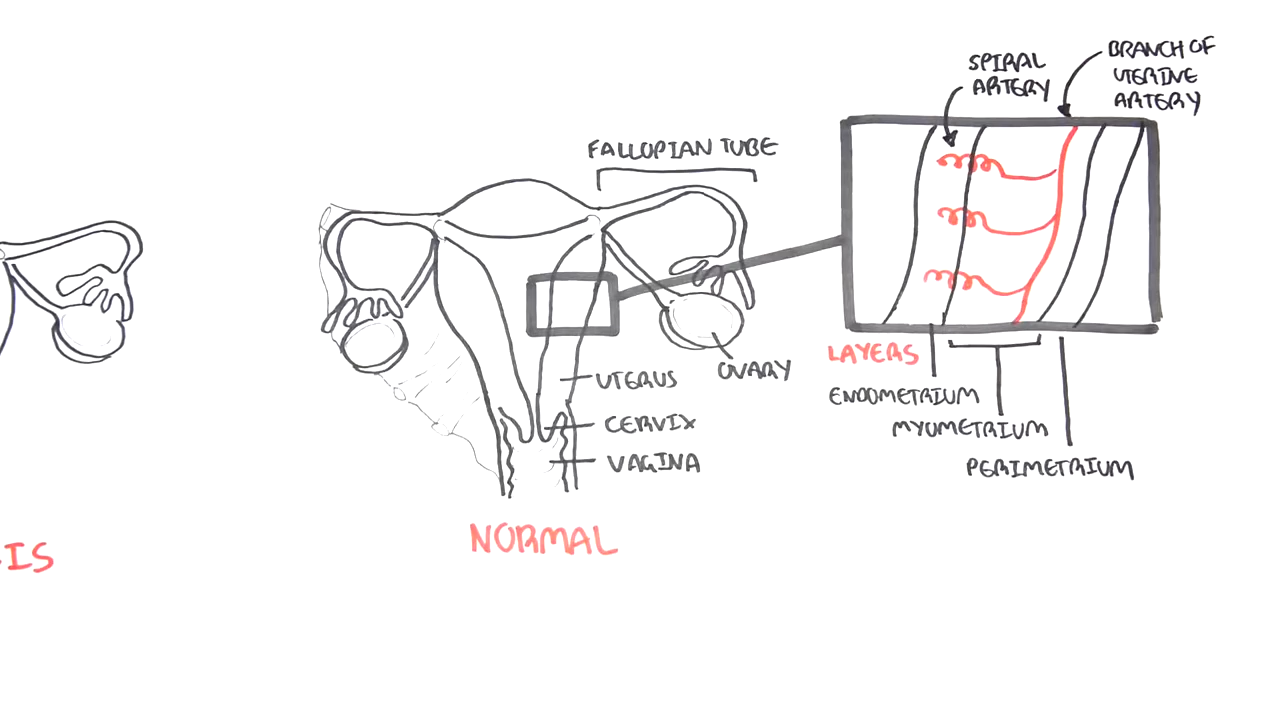 SPIRAL
ARTERY
BRANCH OF
UTERINE
ARTERY
FALLOPIAN TUBE
OVARY
UTERUS
CERVIX
VAGINA
LAYERS
ENDOMETRIUM
MYOMETRIUM
PERIMETRIUM
NORMAL
IS